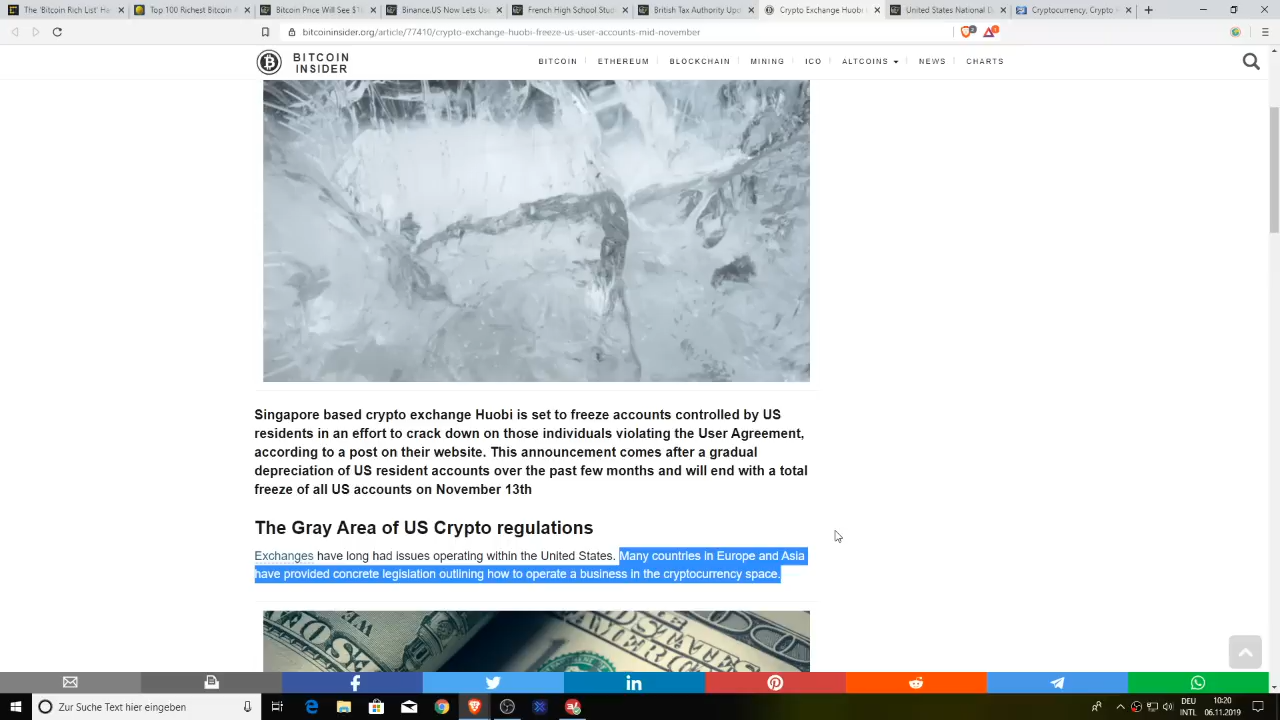 The 'Bitcoin Rich List' Ha
Top 100 Richest Bitcoin
Bitcoin Price Will See $1
Binance.US Now Lets Use
French High School Stud
British Tax Authority
Crypto Exchange Huobi
United States National D
Cryptocurrency, Crypto
bitcoininsider.org/article/77410/crypto-exchange-huobi-freeze-us-user-accounts-mid-november
BITCOIN
INSIDER
BITCOIN ETHEREUM BLOCKCHAIN MINING ICO ALTCOINS NEWS CHARTS
Singapore based crypto exchange Huobi is set to freeze accounts controlled by US
residents in an effort to crack down on those individuals violating the User Agreement,
according to a post on their website. This announcement comes after a gradual
depreciation of US resident accounts over the past few months and will end with a total
freeze of all US accounts on November 13th
The Gray Area of US Crypto regulations
Exchanges have long had issues operating within the United States. Many countries in Europe and Asia
have provided concrete legislation outlining how to operate a business in the cryptocurrency space.
Zur Suche Text hier eingeben
DEU
INTL
10:20
06.11.2019